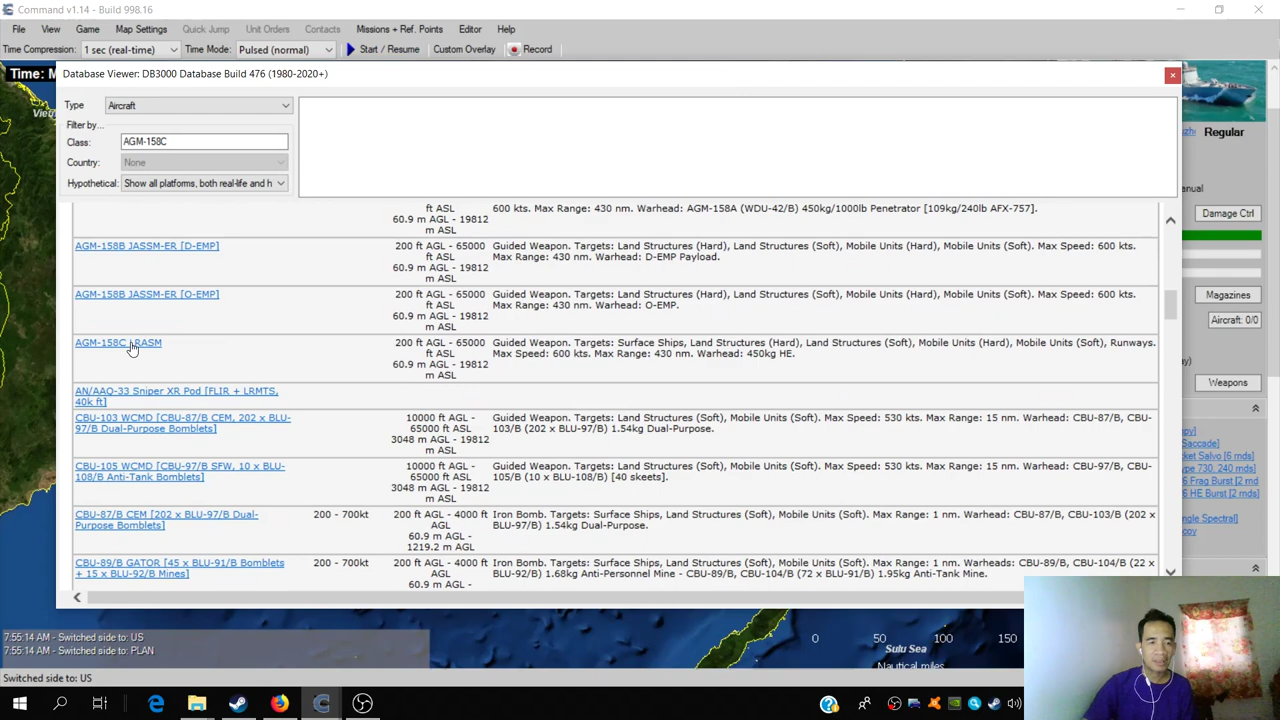 Command v1.14 - Build 998.16
File View Game Map Settings Quick Jump Unit Orders Contacts Missions + Ref. Points Editor Help
Time Compression: 1 sec (real-time) Time Mode: Pulsed (normal) Start / Resume Custom Overlay Record
Time: M
Database Viewer: DB3000 Database Build 476 (1980-2020+)
Type Aircraft
Filter by...
Class: AGM-158C
Country: None
Hypothetical: Show all platforms, both real-life and h
600 kts. Max Range: 430 nm. Warhead: AGM-158A (WDU-42/B) 450kg/1000lb Penetrator [109kg/240lb AFX-757].
ft ASL
60.9 m AGL - 19812
m ASL
AGM-158B JASSM-ER [D-EMP] 200 ft AGL - 65000 Guided Weapon. Targets: Land Structures (Hard), Land Structures (Soft), Mobile Units (Hard), Mobile Units (Soft). Max Speed: 600 kts.
ft ASL Max Range: 430 nm. Warhead: D-EMP Payload.
60.9 m AGL - 19812
m ASL
AGM-158B JASSM-ER [O-EMP] 200 ft AGL - 65000 Guided Weapon. Targets: Land Structures (Hard), Land Structures (Soft), Mobile Units (Hard), Mobile Units (Soft). Max Speed: 600 kts.
ft ASL Max Range: 430 nm. Warhead: O-EMP.
60.9 m AGL - 19812
m ASL
AGM-158C LRASM 200 ft AGL - 65000 Guided Weapon. Targets: Surface Ships, Land Structures (Hard), Land Structures (Soft), Mobile Units (Hard), Mobile Units (Soft), Runways.
ft ASL Max Speed: 600 kts. Max Range: 430 nm. Warhead: 450kg HE.
60.9 m AGL - 19812
m ASL
AN/AAQ-33 Sniper XR Pod [FLIR + LRMTS,
40k ft]
CBU-103 WCMD [CBU-87/B CEM, 202 x BLU- 10000 ft AGL - Guided Weapon. Targets: Land Structures (Soft), Mobile Units (Soft). Max Speed: 530 kts. Max Range: 15 nm. Warhead: CBU-87/B, CBU-
97/B Dual-Purpose Bomblets] 65000 ft ASL 103/B (202 x BLU-97/B) 1.54kg Dual-Purpose.
3048 m AGL - 19812
m ASL
CBU-105 WCMD [CBU-97/B SFW, 10 x BLU- 10000 ft AGL - Guided Weapon. Targets: Land Structures (Soft), Mobile Units (Soft). Max Speed: 530 kts. Max Range: 15 nm. Warhead: CBU-97/B, CBU-
108/B Anti-Tank Bomblets] 65000 ft ASL 105/B (10 x BLU-108/B) [40 skeets].
3048 m AGL - 19812
m ASL
CBU-87/B CEM [202 x BLU-97/B Dual- 200 - 700kt 200 ft AGL - 4000 ft Iron Bomb. Targets: Surface Ships, Land Structures (Soft), Mobile Units (Soft). Max Range: 1 nm. Warhead: CBU-87/B, CBU-103/B (202 x
Purpose Bomblets] AGL BLU-97/B) 1.54kg Dual-Purpose.
60.9 m AGL -
1219.2 m AGL
CBU-89/B GATOR [45 x BLU-91/B Bomblets 200 - 700kt 200 ft AGL - 4000 ft Iron Bomb. Targets: Surface Ships, Land Structures (Soft), Mobile Units (Soft). Max Range: 1 nm. Warheads: CBU-89/B, CBU-104/B (22 x
+ 15 x BLU-92/B Mines] AGL BLU-92/B) 1.68kg Anti-Personnel Mine - CBU-89/B, CBU-104/B (72 x BLU-91/B) 1.95kg Anti-Tank Mine.
60.9 m AGL -
Regular
anual
Damage Ctrl
Magazines
Aircraft: 0/0
Weapons
Saccade]
cket Salvo [6 mds]
ype 730, 240 mds]
6 Frag Burst [2 md
6 HE Burst [2 mds]
ngle Spectral]
coy
7:55:14 AM - Switched side to: US
7:55:14 AM - Switched side to: PLAN
0 50 100 150
Sulu Sea
Nautical miles
Switched side to: US